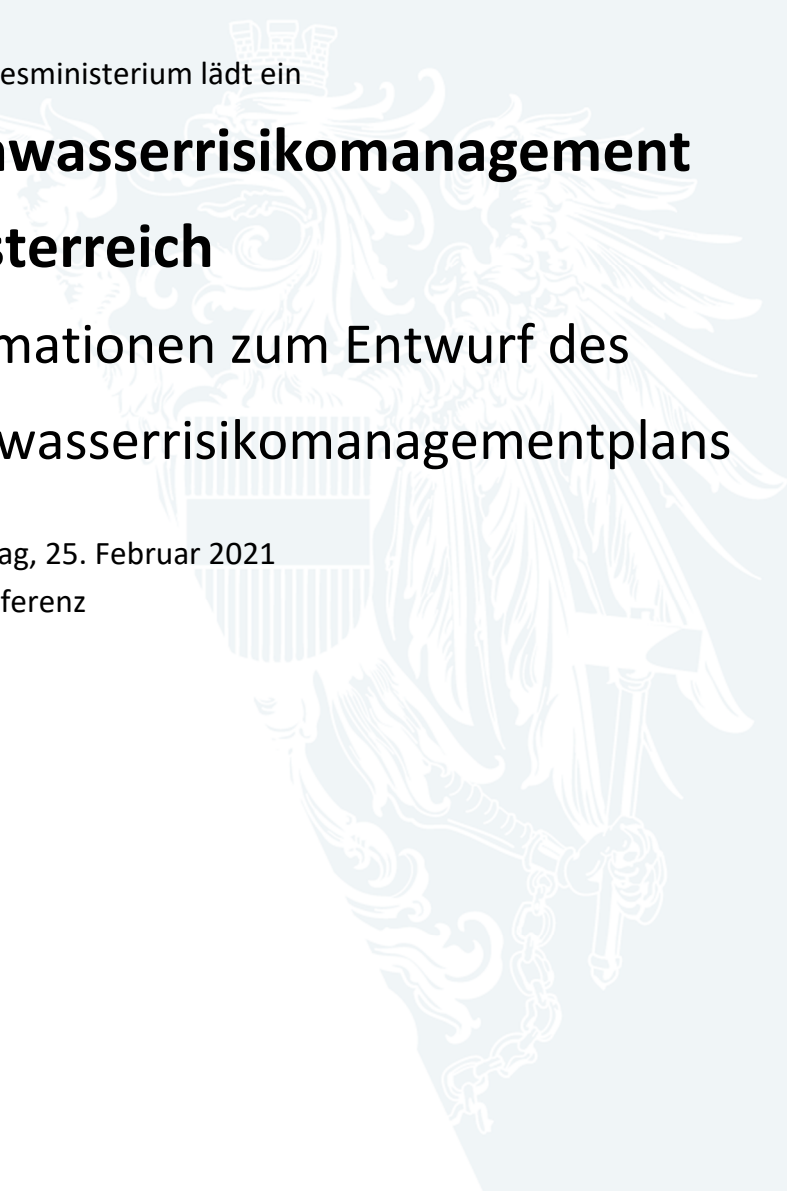 esministerium lädt ein
wasserrisikomanagement
sterreich
mationen zum Entwurf des
wasserrisikomanagementplans
ag, 25. Februar 2021
ferenz